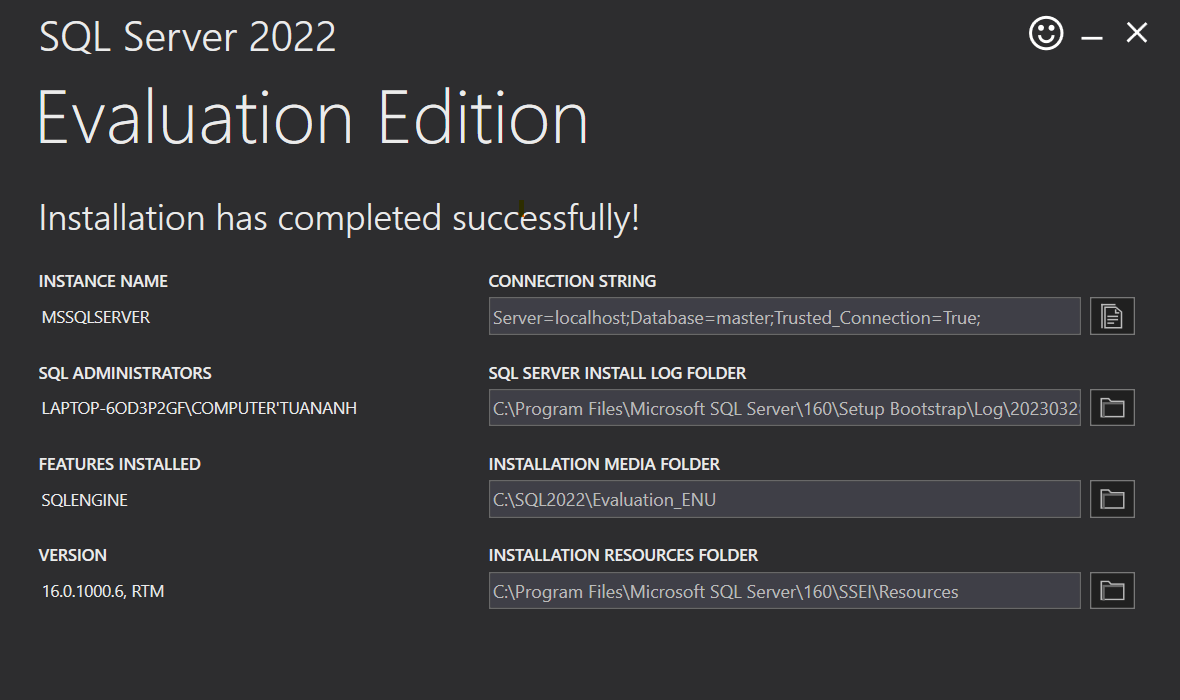 SQL Server 2022
Evaluation Edition
Installation has completed successfully!
INSTANCE NAME
MSSQLSERVER
CONNECTION STRING
Server=localhost;Database=master;Trusted_Connection=True;
SQL ADMINISTRATORS
LAPTOP-6OD3P2GF\COMPUTER'TUANANH
SQL SERVER INSTALL LOG FOLDER
C:\Program Files\Microsoft SQL Server\160\Setup Bootstrap\Log\20230328
FEATURES INSTALLED
SQLENGINE
INSTALLATION MEDIA FOLDER
C:\SQL2022\Evaluation_ENU
VERSION
16.0.1000.6, RTM
INSTALLATION RESOURCES FOLDER
C:\Program Files\Microsoft SQL Server\160\SSEI\Resources